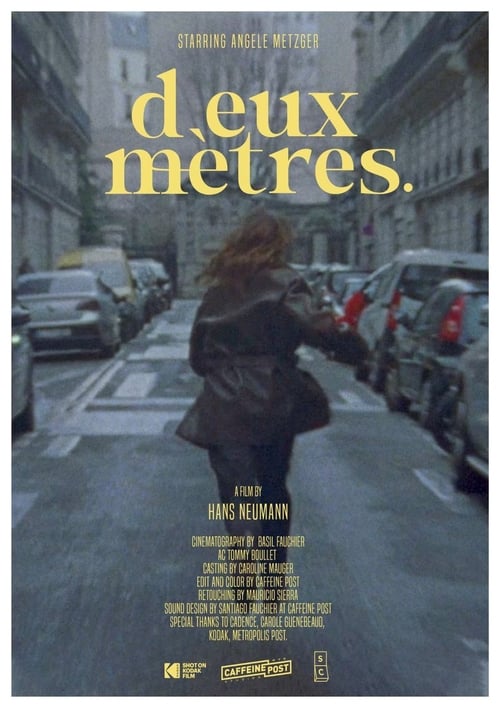 STARRING ANGELE METZGER
deux
mètres.
A FILM BY
HANS NEUMANN
CINEMATOGRAPHY BY BASIL FAUCHIER
AC TOMMY BOULLET
CASTING BY CAROLINE MAUGER
EDIT AND COLOR BY CAFFEINE POST
RETOUCHING BY MAURICIO SIERRA
SOUND DESIGN BY SANTIAGO FAUCHIER AT CAFFEINE POST
SPECIAL THANKS TO CADENCE, CAROLE GUENEBEAUD,
KODAK, METROPOLIS POST.
SHOT ON
KODAK
FILM
CAFFEINE POST
S
C